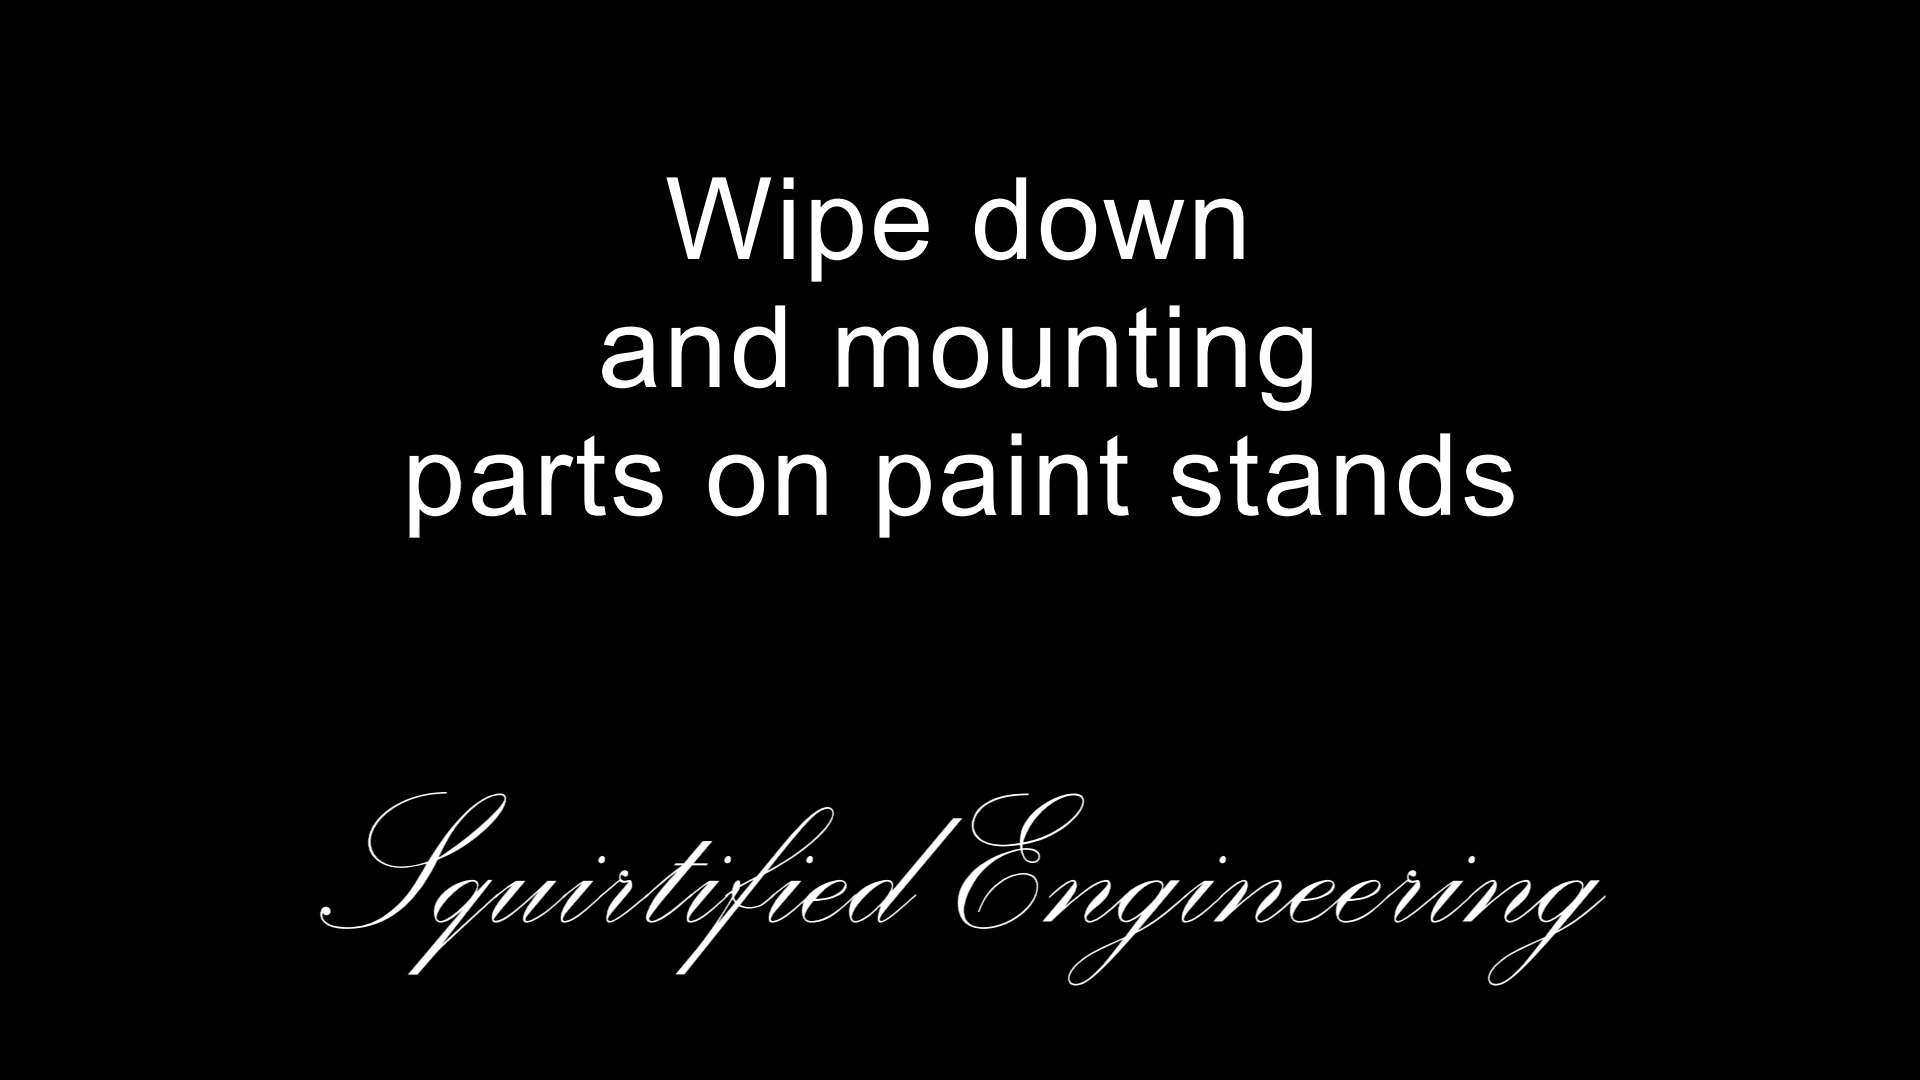 Wipe down
and mounting
parts on paint stands
Squirtified Engineering